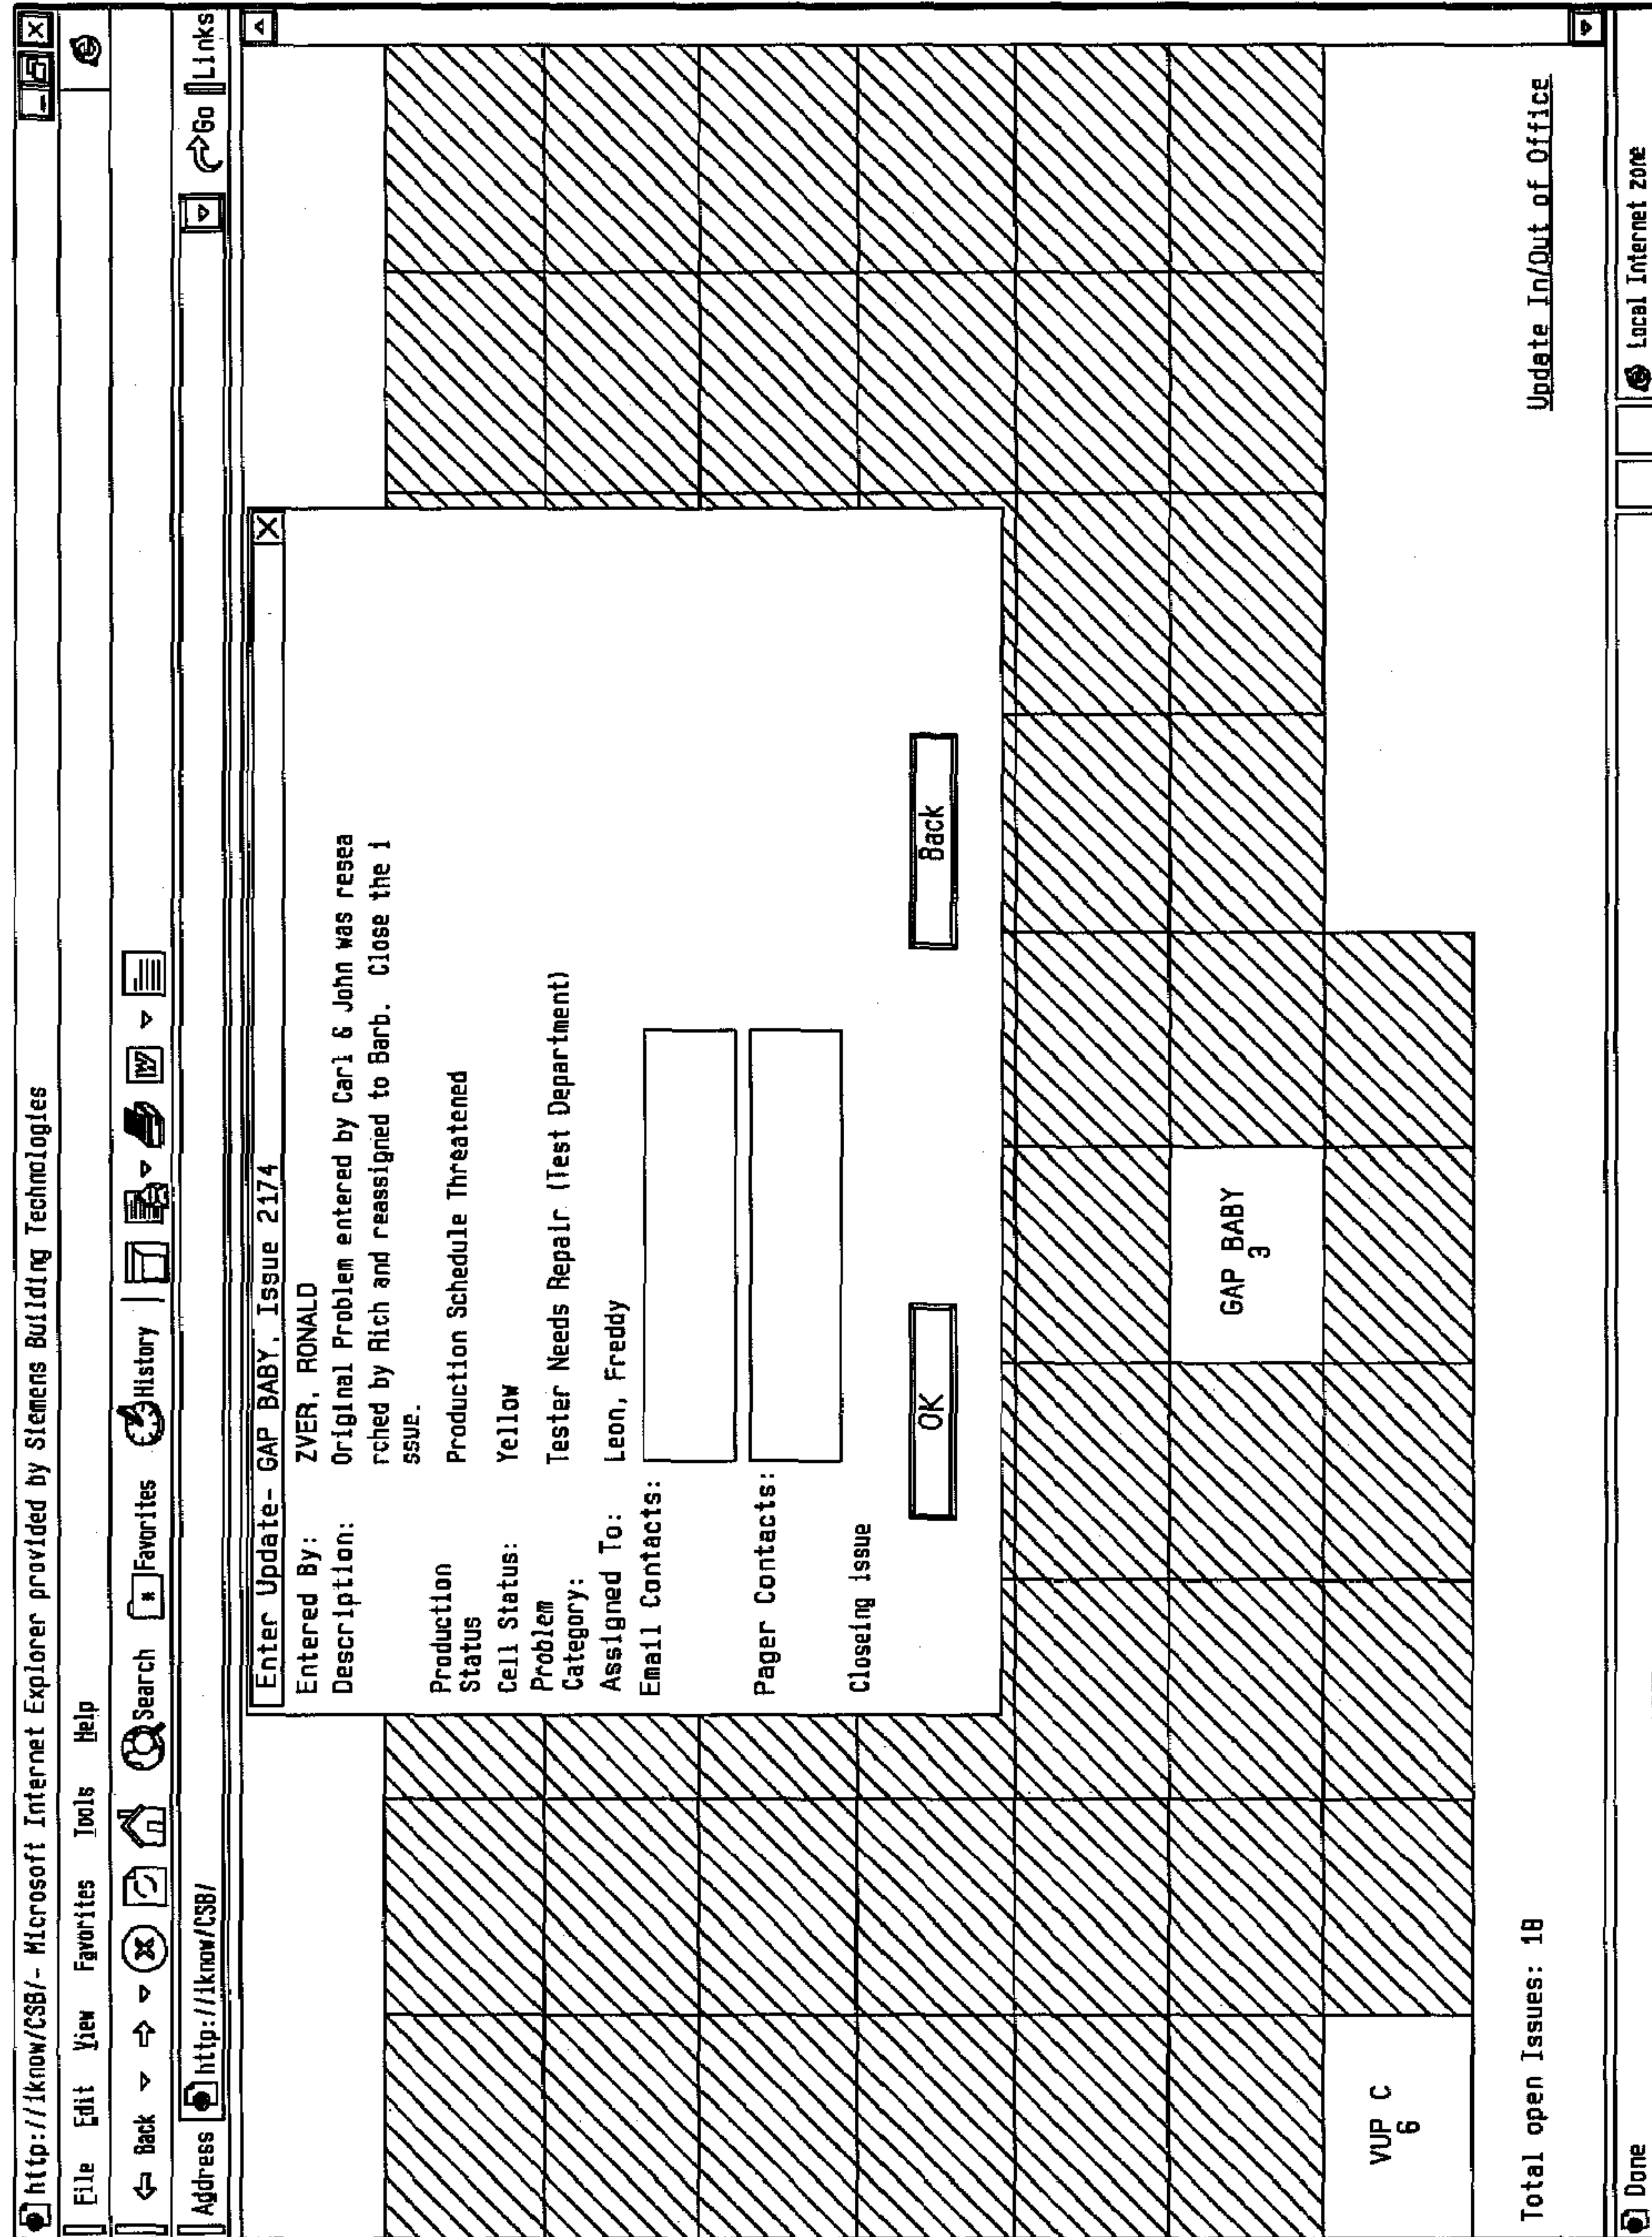 http://iknow/CSB/- Microsoft Internet Explorer provided by Siemens Building Technologies
File Edit View Favorites Tools Help
Back Search Favorites History
Address http://iknow/CSB/ Go Links
Enter Update- GAP BABY, Issue 2174
Entered By: ZVER, RONALD
Description: Original Problem entered by Carl & John was resea
rched by Rich and reassigned to Barb. Close the i
ssue.
Production
Status Production Schedule Threatened
Cell Status: Yellow
Problem
Category: Tester Needs Repair (Test Department)
Assigned To: Leon, Freddy
Email Contacts:
Pager Contacts:
Closeing issue
OK Back
GAP BABY
3
VUP C
6
Total open Issues: 18
Update In/Out of Office
Done Local Internet zone